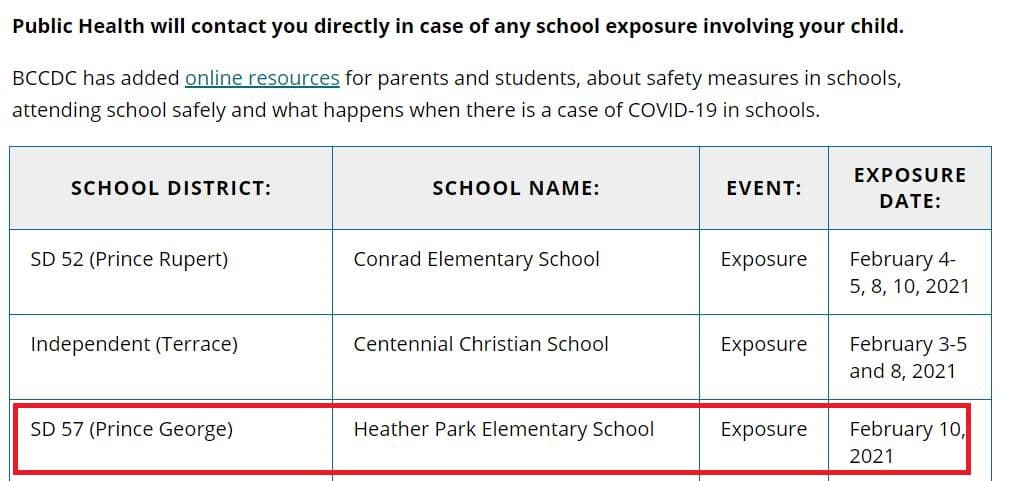 Public Health will contact you directly in case of any school exposure involving your child.
BCCDC has added online resources for parents and students, about safety measures in schools,
attending school safely and what happens when there is a case of COVID-19 in schools.
SCHOOL DISTRICT: SCHOOL NAME: EVENT: EXPOSURE
DATE:
SD 52 (Prince Rupert) Conrad Elementary School Exposure February 4-
5, 8, 10, 2021
Independent (Terrace) Centennial Christian School Exposure February 3-5
and 8, 2021
SD 57 (Prince George) Heather Park Elementary School Exposure February 10,
2021